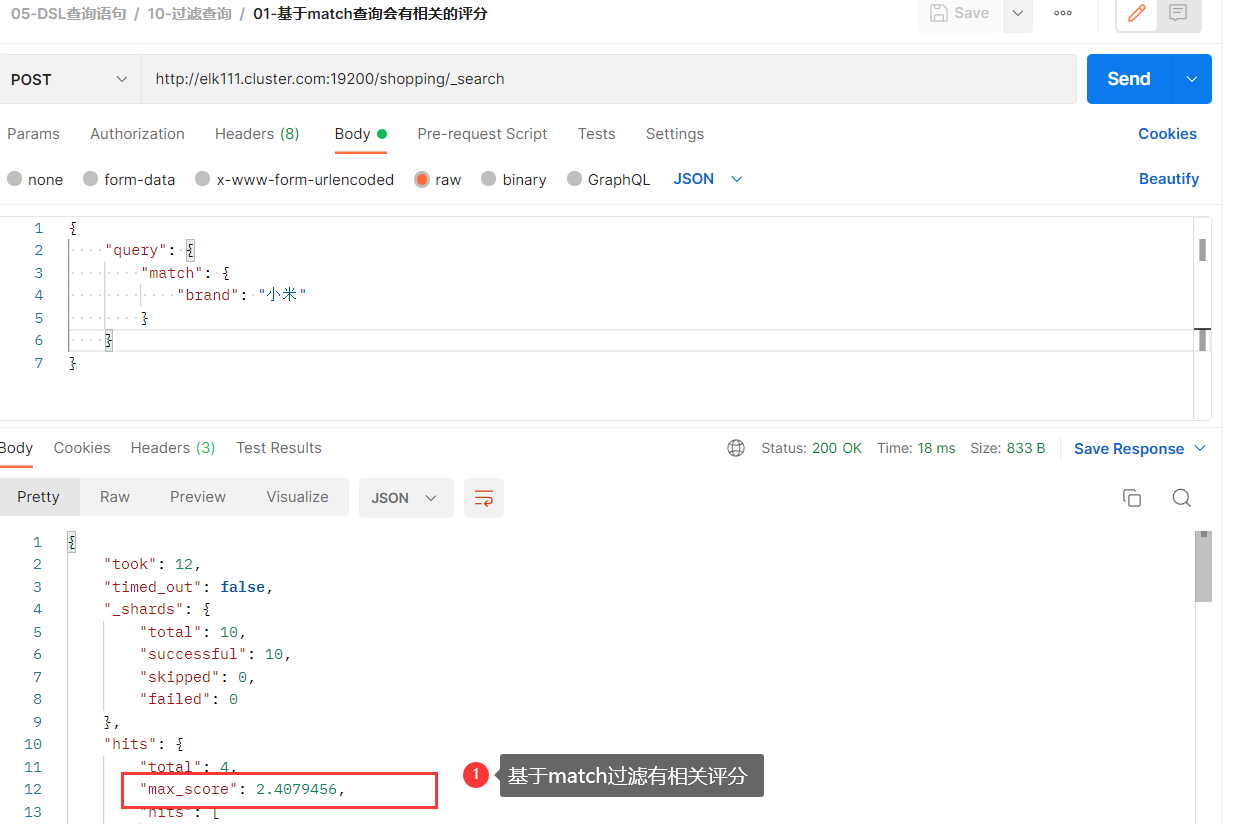 05-DSL查询语句 / 10-过滤查询 / 01-基于match查询会有相关的评分
Save
POST
http://elk111.cluster.com:19200/shopping/_search
Send
Params Authorization Headers (8) Body Pre-request Script Tests Settings Cookies
none form-data x-www-form-urlencoded raw binary GraphQL JSON Beautify
1 {
2 "query": {
3 "match": {
4 "brand": "小米"
5 }
6 }
7 }
Body Cookies Headers (3) Test Results Status: 200 OK Time: 18 ms Size: 833 B Save Response
Pretty Raw Preview Visualize JSON
1 {
2 "took": 12,
3 "timed_out": false,
4 "_shards": {
5 "total": 10,
6 "successful": 10,
7 "skipped": 0,
8 "failed": 0
9 },
10 "hits": {
11 "total": 4,
12 "max_score": 2.4079456,
1 基于match过滤有相关评分
13 "hits": [